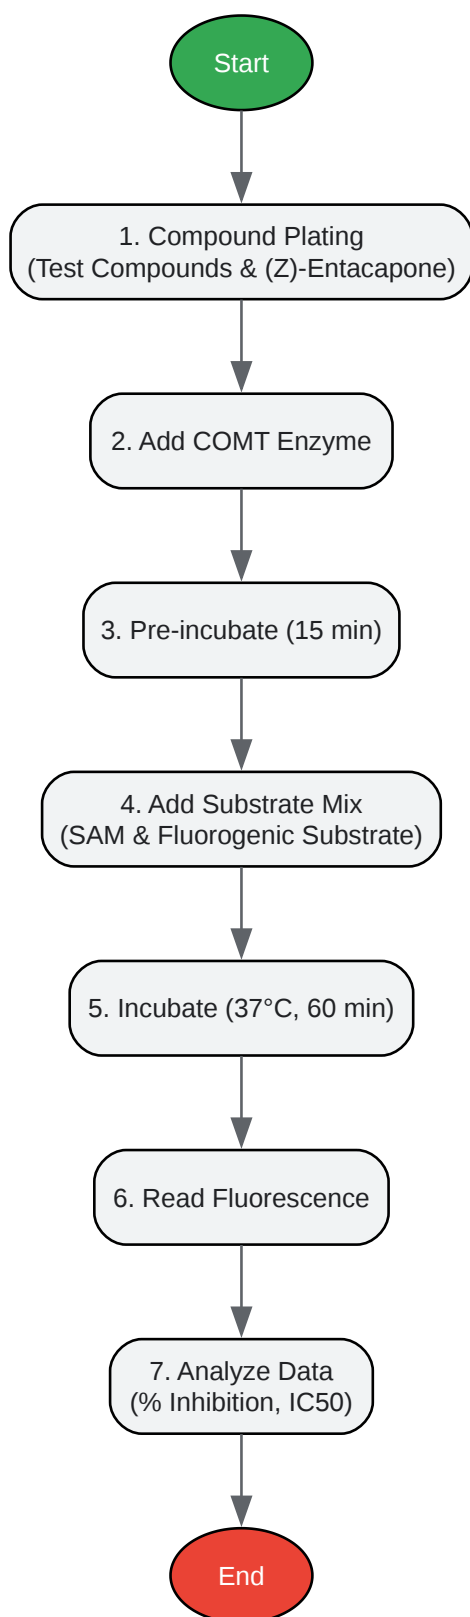 Start
1. Compound Plating
(Test Compounds & (Z)-Entacapone)
2. Add COMT Enzyme
3. Pre-incubate (15 min)
4. Add Substrate Mix
(SAM & Fluorogenic Substrate)
5. Incubate (37°C, 60 min)
6. Read Fluorescence
7. Analyze Data
(% Inhibition, IC50)
End